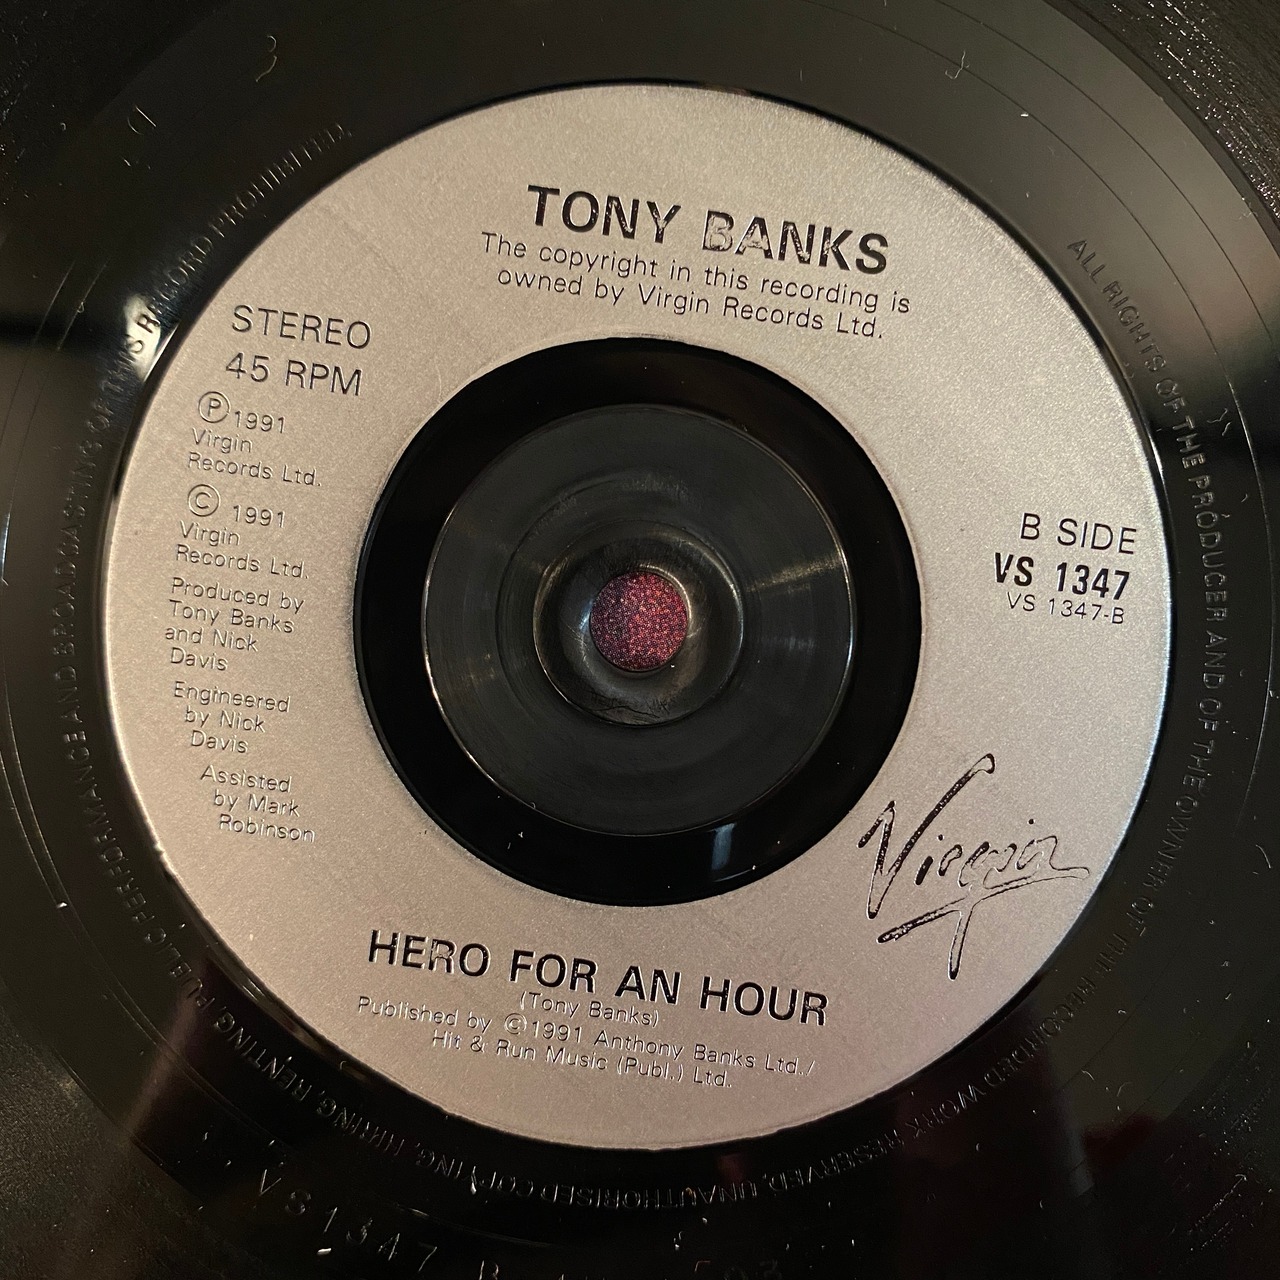 TONY BANKS
The copyright in this recording is
owned by Virgin Records Ltd.
STEREO
45 RPM
Ⓟ1991
Virgin
Records Ltd.
© 1991
Virgin
Records Ltd.
Produced by
Tony Banks
and Nick
Davis
Engineered
by Nick
Davis
Assisted
by Mark
Robinson
B SIDE
VS 1347
VS 1347-B
Virgin
HERO FOR AN HOUR
(Tony Banks)
Published by ©1991 Anthony Banks Ltd./
Hit & Run Music (Publ.) Ltd.
ALL RIGHTS OF THE PRODUCER AND OF THE OWNER OF THE RECORDED WORK RESERVED. UNAUTHORISED COPYING, HIRING, RENTING, PUBLIC PERFORMANCE AND BROADCASTING OF THIS RECORD PROHIBITED.
VS1347 B